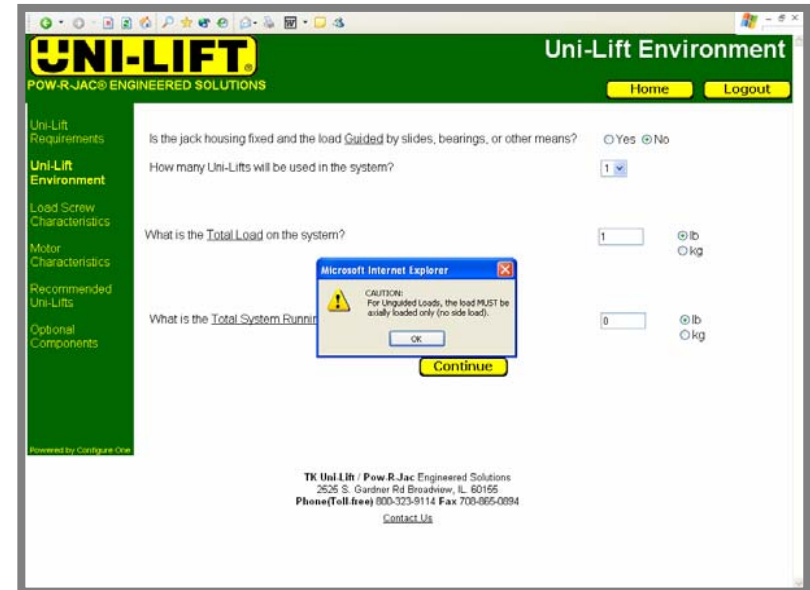 UNI-LIFT®
POW-R-JAC® ENGINEERED SOLUTIONS
Uni-Lift Environment
Home
Logout
Uni-Lift
Requirements
Uni-Lift
Environment
Load Screw
Characteristics
Motor
Characteristics
Recommended
Uni-Lifts
Optional
Components
Powered by Configure One
Is the jack housing fixed and the load Guided by slides, bearings, or other means?
Yes No
How many Uni-Lifts will be used in the system?
1
What is the Total Load on the system?
1
lb
kg
Microsoft Internet Explorer
CAUTION:
For Unguided Loads, the load MUST be
axially loaded only (no side load).
OK
What is the Total System Runnin
0
lb
kg
Continue
TK Uni-Lift / Pow-R-Jac Engineered Solutions
2525 S. Gardner Rd Broadview, IL. 60155
Phone(Toll-free) 800-323-9114 Fax 708-865-0894
Contact Us